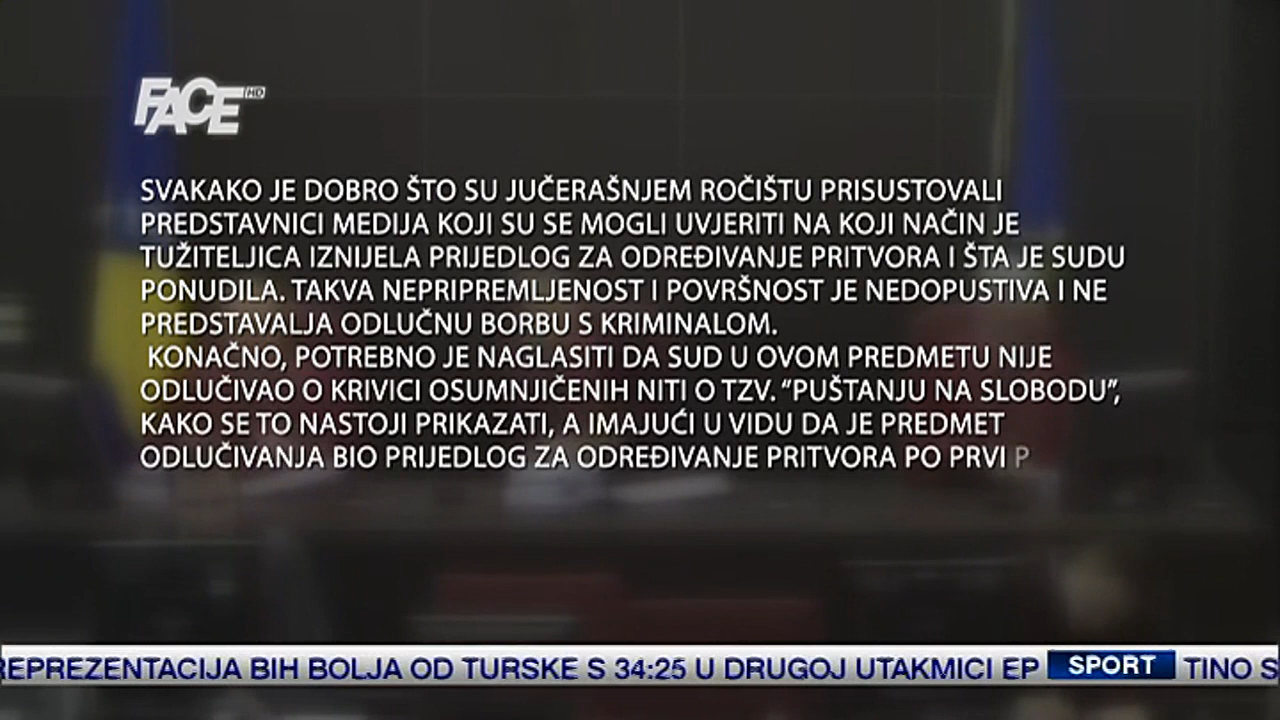 FACE HD
SVAKAKO JE DOBRO ŠTO SU JUČERAŠNJEM ROČIŠTU PRISUSTOVALI
PREDSTAVNICI MEDIJA KOJI SU SE MOGLI UVJERITI NA KOJI NAČIN JE
TUŽITELJICA IZNIJELA PRIJEDLOG ZA ODREĐIVANJE PRITVORA I ŠTA JE SUDU
PONUDILA. TAKVA NEPRIPREMLJENOST I POVRŠNOST JE NEDOPUSTIVA I NE
PREDSTAVALJA ODLUČNU BORBU S KRIMINALOM.
KONAČNO, POTREBNO JE NAGLASITI DA SUD U OVOM PREDMETU NIJE
ODLUČIVAO O KRIVICI OSUMNJIČENIH NITI O TZV. “PUŠTANJU NA SLOBODU”,
KAKO SE TO NASTOJI PRIKAZATI, A IMAJUĆI U VIDU DA JE PREDMET
ODLUČIVANJA BIO PRIJEDLOG ZA ODREĐIVANJE PRITVORA PO PRVI P
REPREZENTACIJA BIH BOLJA OD TURSKE S 34:25 U DRUGOJ UTAKMICI EP SPORT TINO S